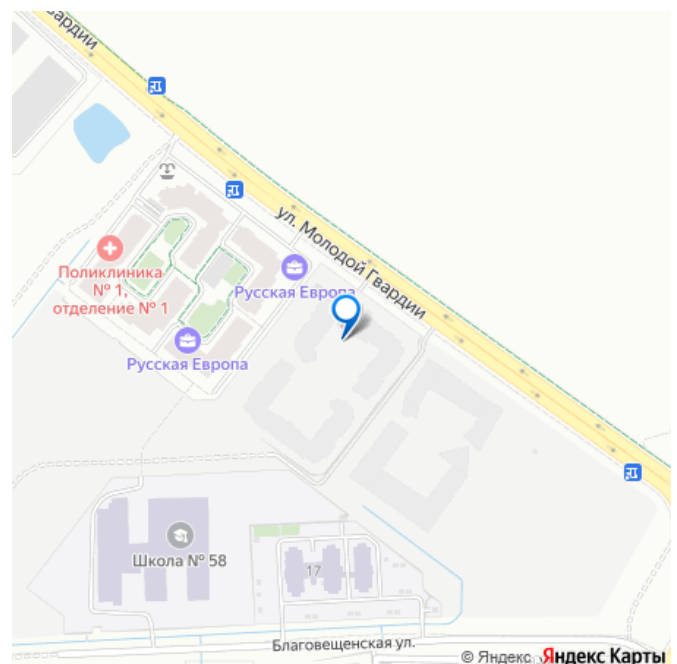 Гвардии
ул. Молодой Гвардии
Поликлиника
№ 1,
отделение № 1
Русская Европа
Русская Европа
Школа № 58
17
Благовещенская ул.
© Яндекс
Яндекс Карты